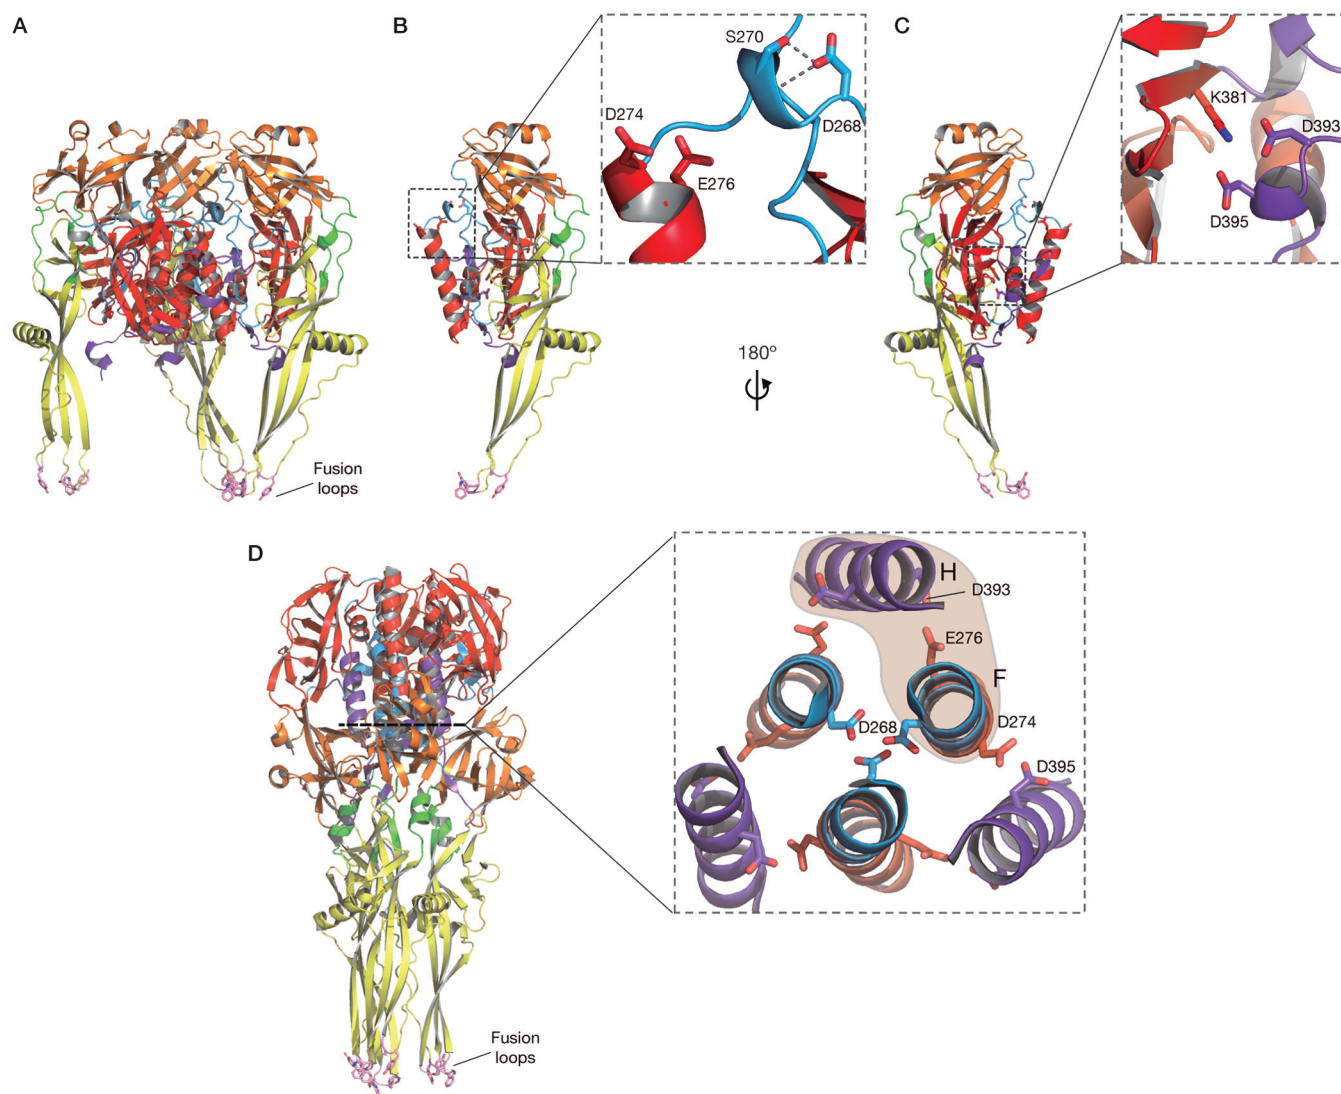 A
B
S270
D274
D268
E276
C
K381
D393
D395
180°
Fusion
loops
D
H
D393
E276
F
D268
D274
D395
Fusion
loops